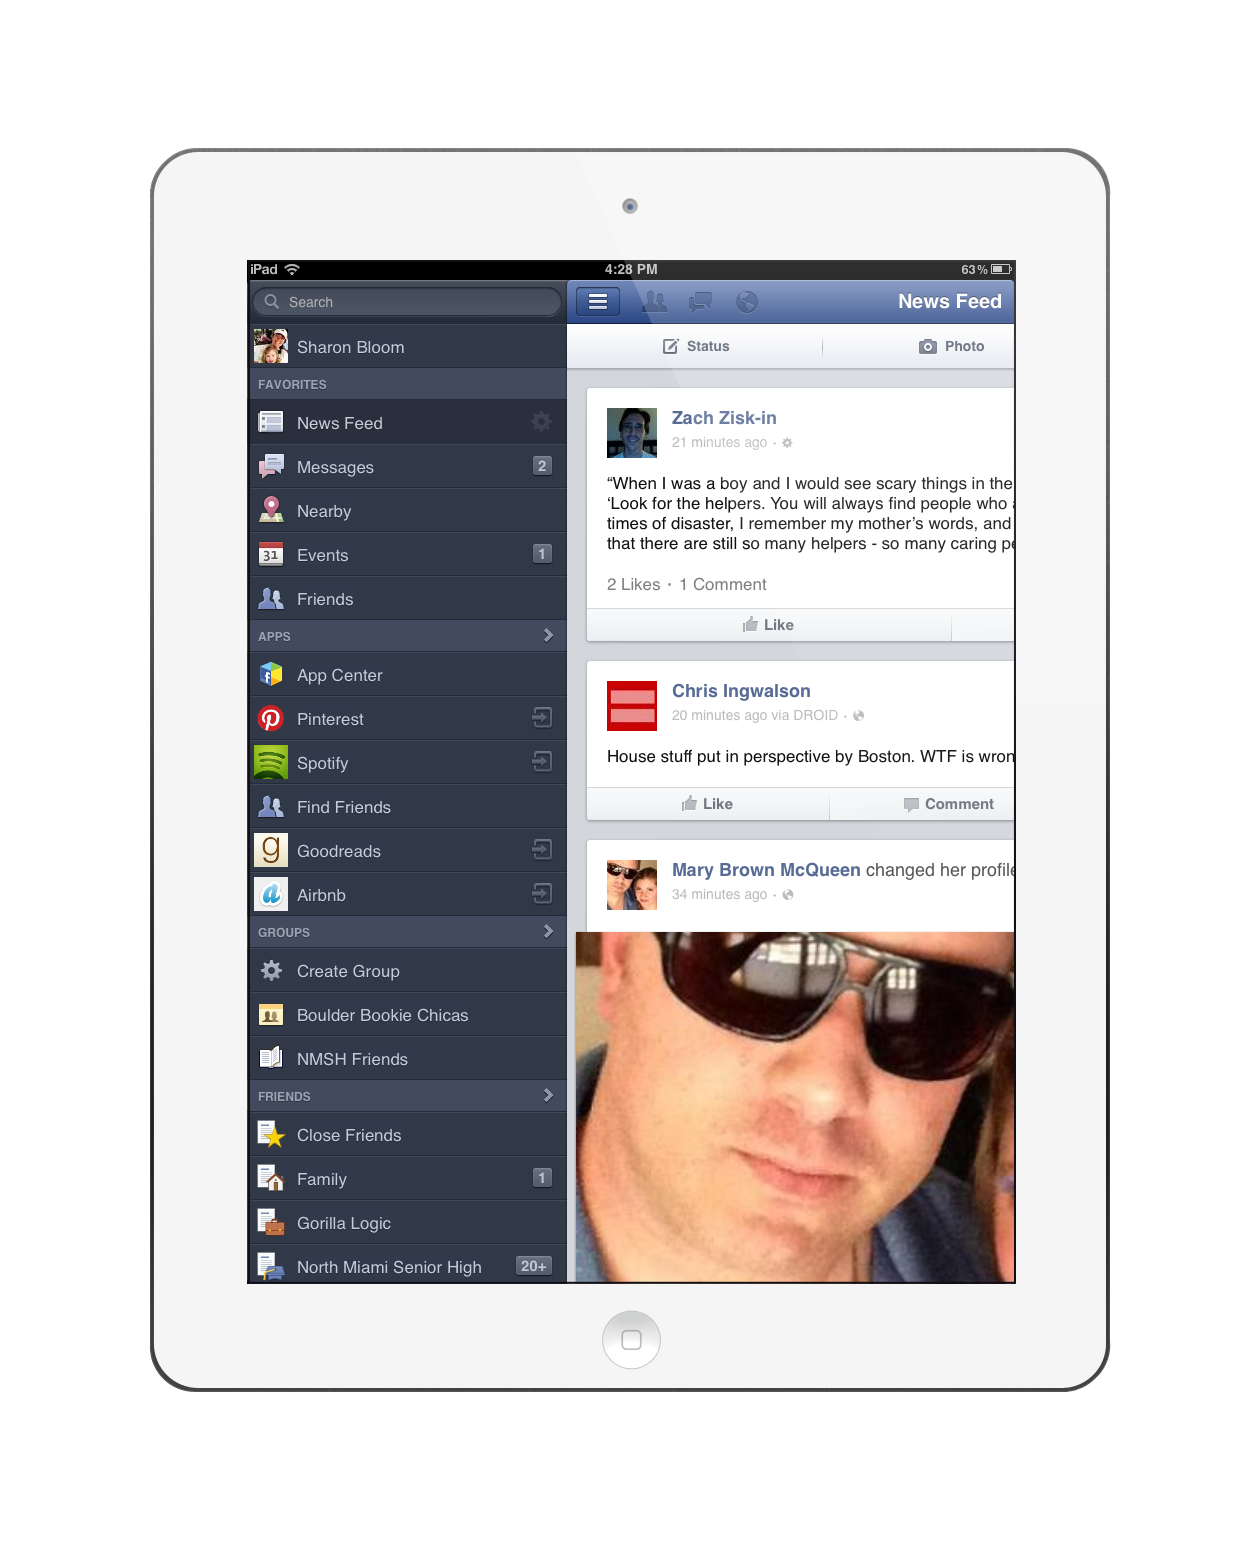 iPad
4:28 PM
63%
Search
Sharon Bloom
FAVORITES
News Feed
Messages
2
Nearby
31
Events
1
Friends
APPS
App Center
Pinterest
Spotify
Find Friends
g
Goodreads
a
Airbnb
GROUPS
Create Group
Boulder Bookie Chicas
NMSH Friends
FRIENDS
Close Friends
Family
1
Gorilla Logic
North Miami Senior High
20+
News Feed
Status
Photo
Zach Zisk-in
21 minutes ago ·
“When I was a boy and I would see scary things in the
‘Look for the helpers. You will always find people who
times of disaster, I remember my mother’s words, and
that there are still so many helpers - so many caring
2 Likes · 1 Comment
Like
Chris Ingwalson
20 minutes ago via DROID ·
House stuff put in perspective by Boston. WTF is
Like
Comment
Mary Brown McQueen changed her
34 minutes ago ·